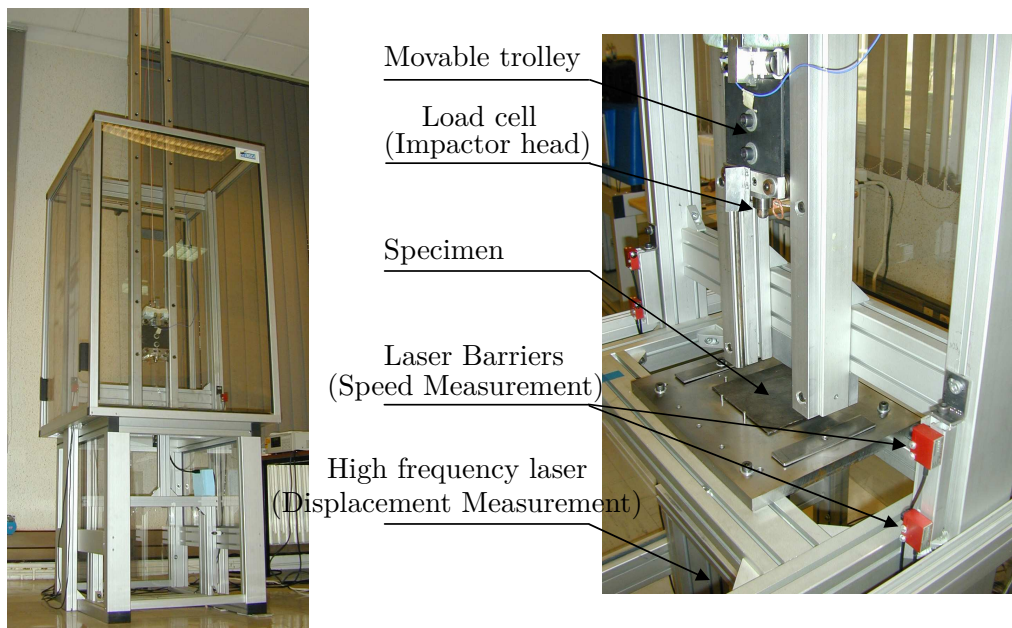 Movable trolley
Load cell
(Impactor head)
Specimen
Laser Barriers
(Speed Measurement)
High frequency laser
(Displacement Measurement)